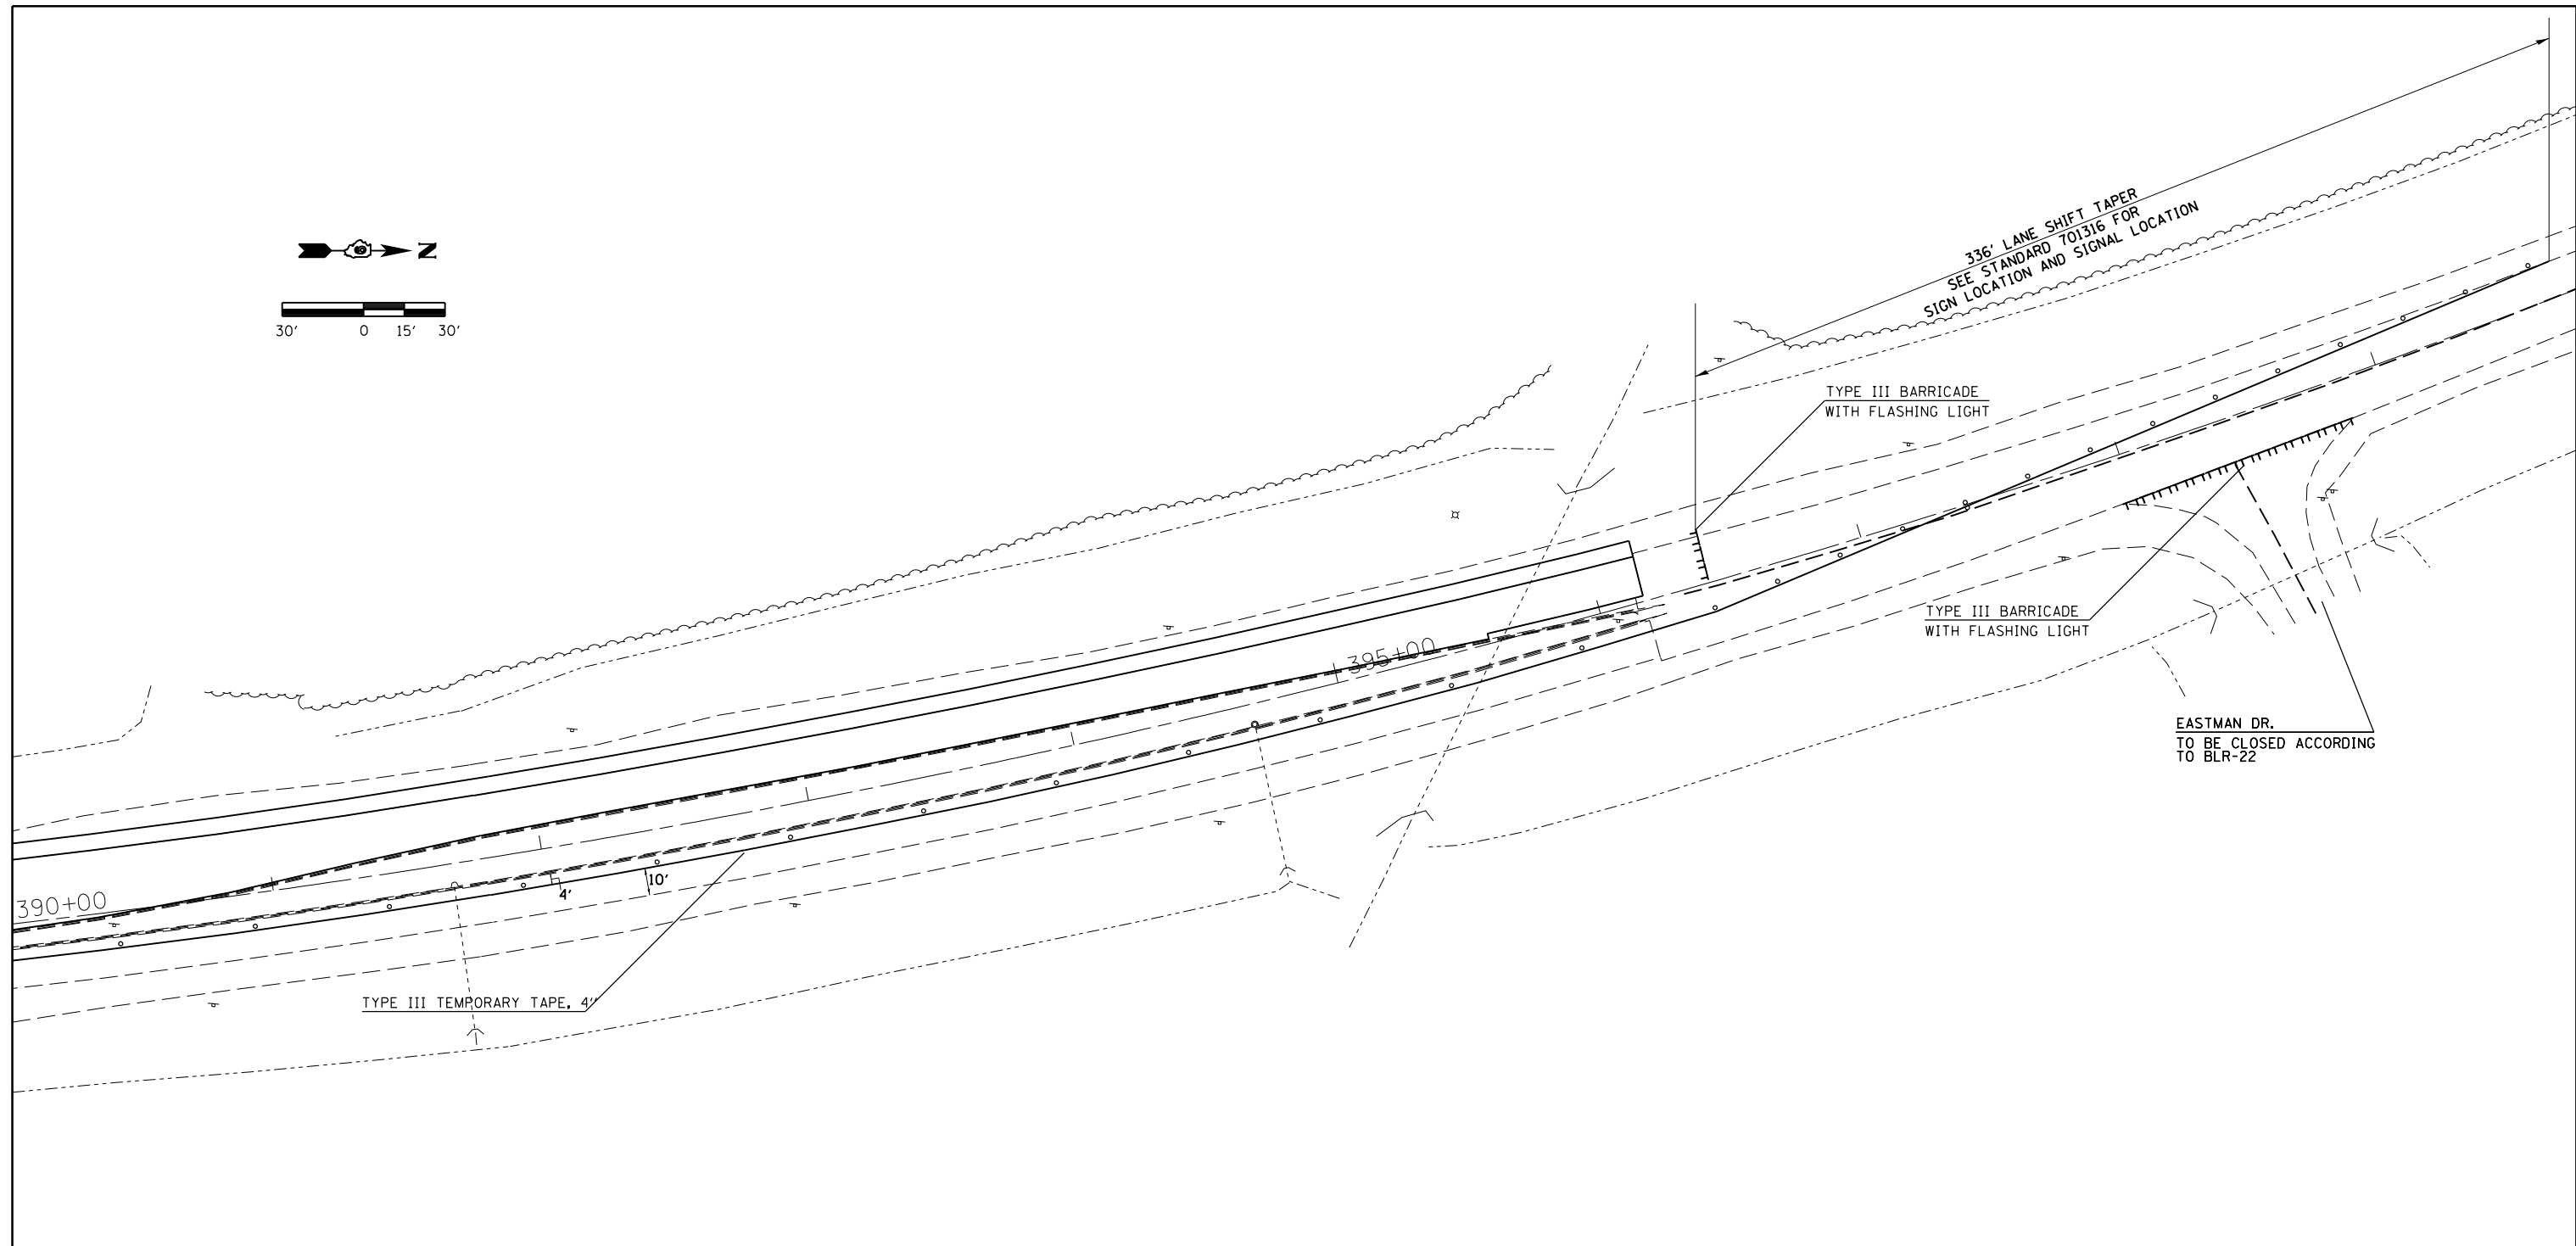 336' LANE SHIFT TAPER
SEE STANDARD 701316 FOR
SIGN LOCATION AND SIGNAL LOCATION
N
30' 0 15' 30'
TYPE III BARRICADE
WITH FLASHING LIGHT
TYPE III BARRICADE
WITH FLASHING LIGHT
395+00
EASTMAN DR.
TO BE CLOSED ACCORDING
TO BLR-22
390+00
4'
10'
TYPE III TEMPORARY TAPE, 4"